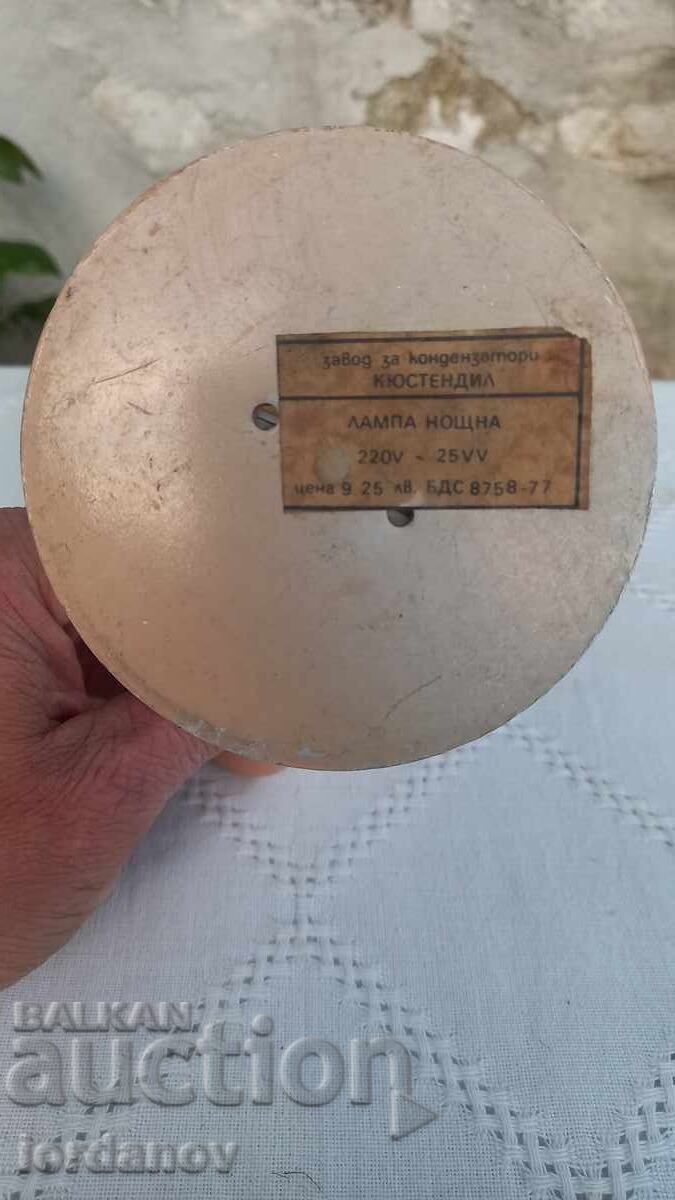 завод за кондензатори
КЮСТЕНДИЛ
ЛАМПА НОЩНА
220V ~ 25VV
цена 9 25 лв. БДС 8758-77
BALKAN
auction
iordanov